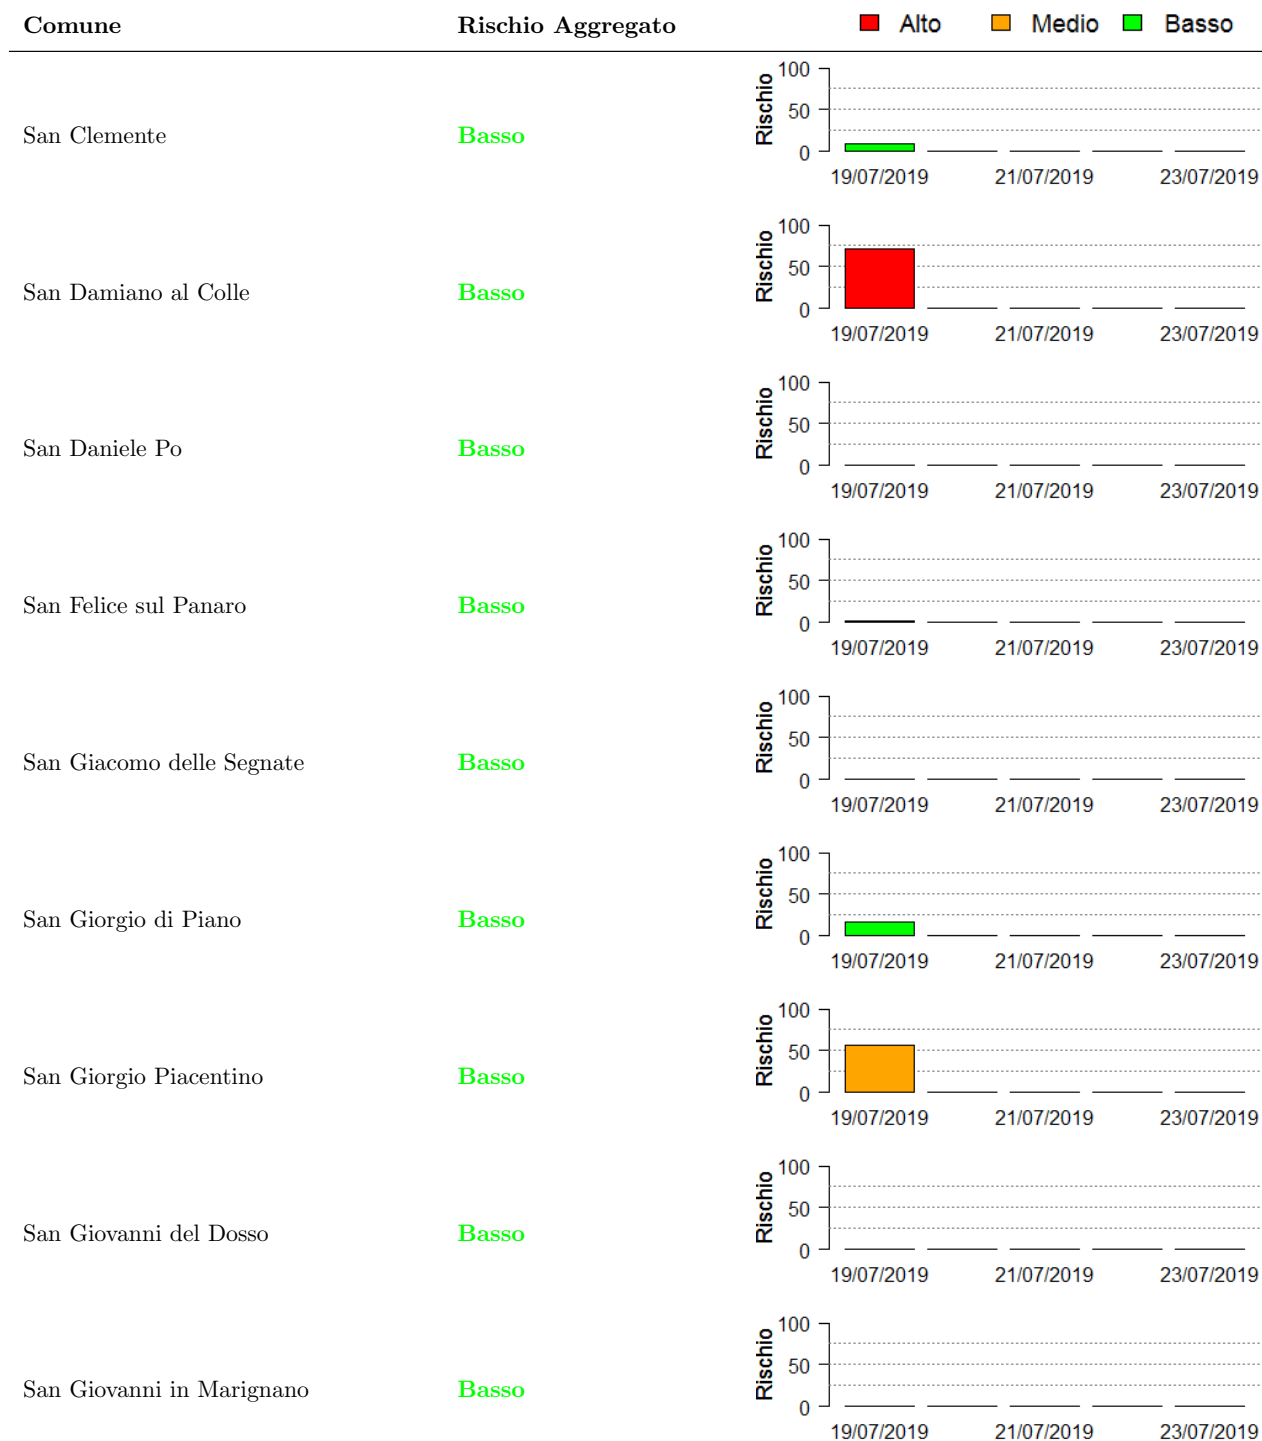 Comune Rischio Aggregato Alto Medio Basso
San Clemente Basso
Rischio
100
50
0
19/07/2019 21/07/2019 23/07/2019
San Damiano al Colle Basso
Rischio
100
50
0
19/07/2019 21/07/2019 23/07/2019
San Daniele Po Basso
Rischio
100
50
0
19/07/2019 21/07/2019 23/07/2019
San Felice sul Panaro Basso
Rischio
100
50
0
19/07/2019 21/07/2019 23/07/2019
San Giacomo delle Segnate Basso
Rischio
100
50
0
19/07/2019 21/07/2019 23/07/2019
San Giorgio di Piano Basso
Rischio
100
50
0
19/07/2019 21/07/2019 23/07/2019
San Giorgio Piacentino Basso
Rischio
100
50
0
19/07/2019 21/07/2019 23/07/2019
San Giovanni del Dosso Basso
Rischio
100
50
0
19/07/2019 21/07/2019 23/07/2019
San Giovanni in Marignano Basso
Rischio
100
50
0
19/07/2019 21/07/2019 23/07/2019